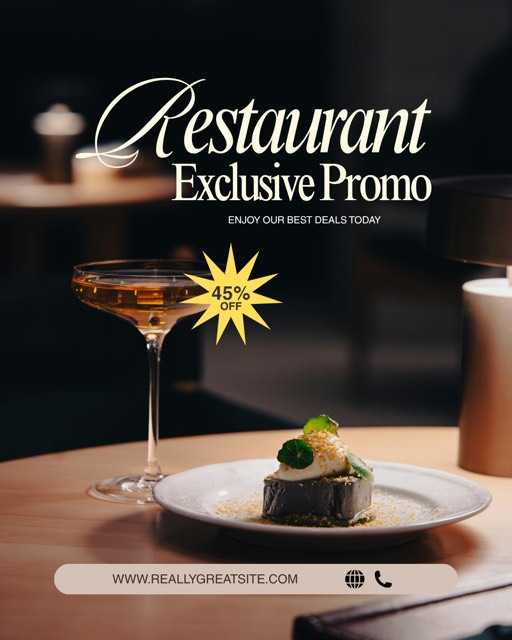 Restaurant
Exclusive Promo
ENJOY OUR BEST DEALS TODAY
45%
OFF
WWW.REALLYGREATSITE.COM